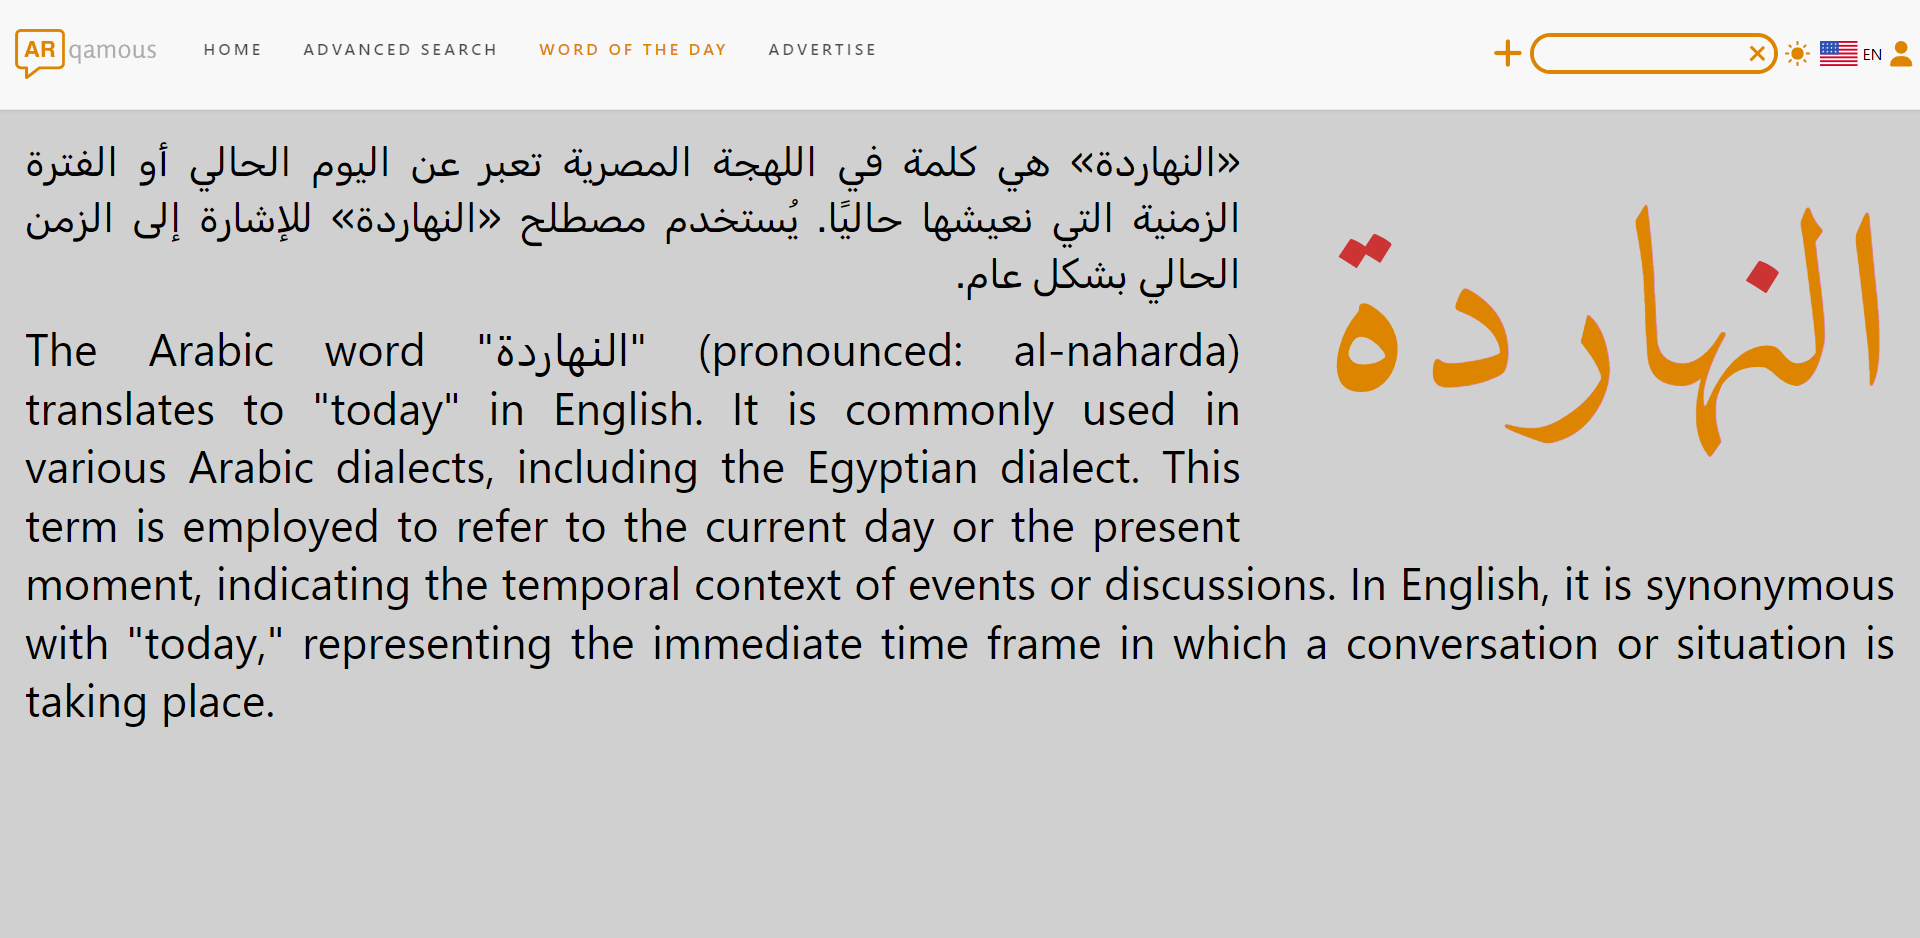 AR qamous
HOME
ADVANCED SEARCH
WORD OF THE DAY
ADVERTISE
EN
النهاردة
«النهاردة» هي كلمة في اللهجة المصرية تعبر عن اليوم الحالي أو الفترة
الزمنية التي نعيشها حاليًا. يُستخدم مصطلح «النهاردة» للإشارة إلى الزمن
الحالي بشكل عام.
The Arabic word "النهاردة" (pronounced: al-naharda)
translates to "today" in English. It is commonly used in
various Arabic dialects, including the Egyptian dialect. This
term is employed to refer to the current day or the present
moment, indicating the temporal context of events or discussions. In English, it is synonymous
with "today," representing the immediate time frame in which a conversation or situation is
taking place.